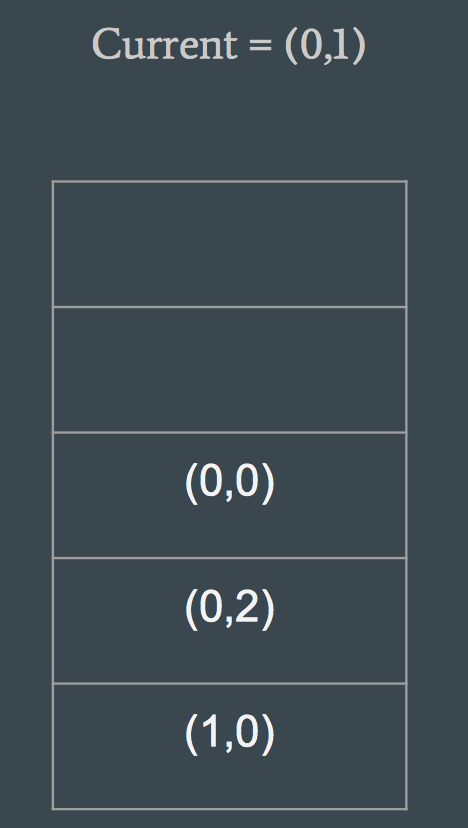 Current = (0,1)
(0,0)
(0,2)
(1,0)